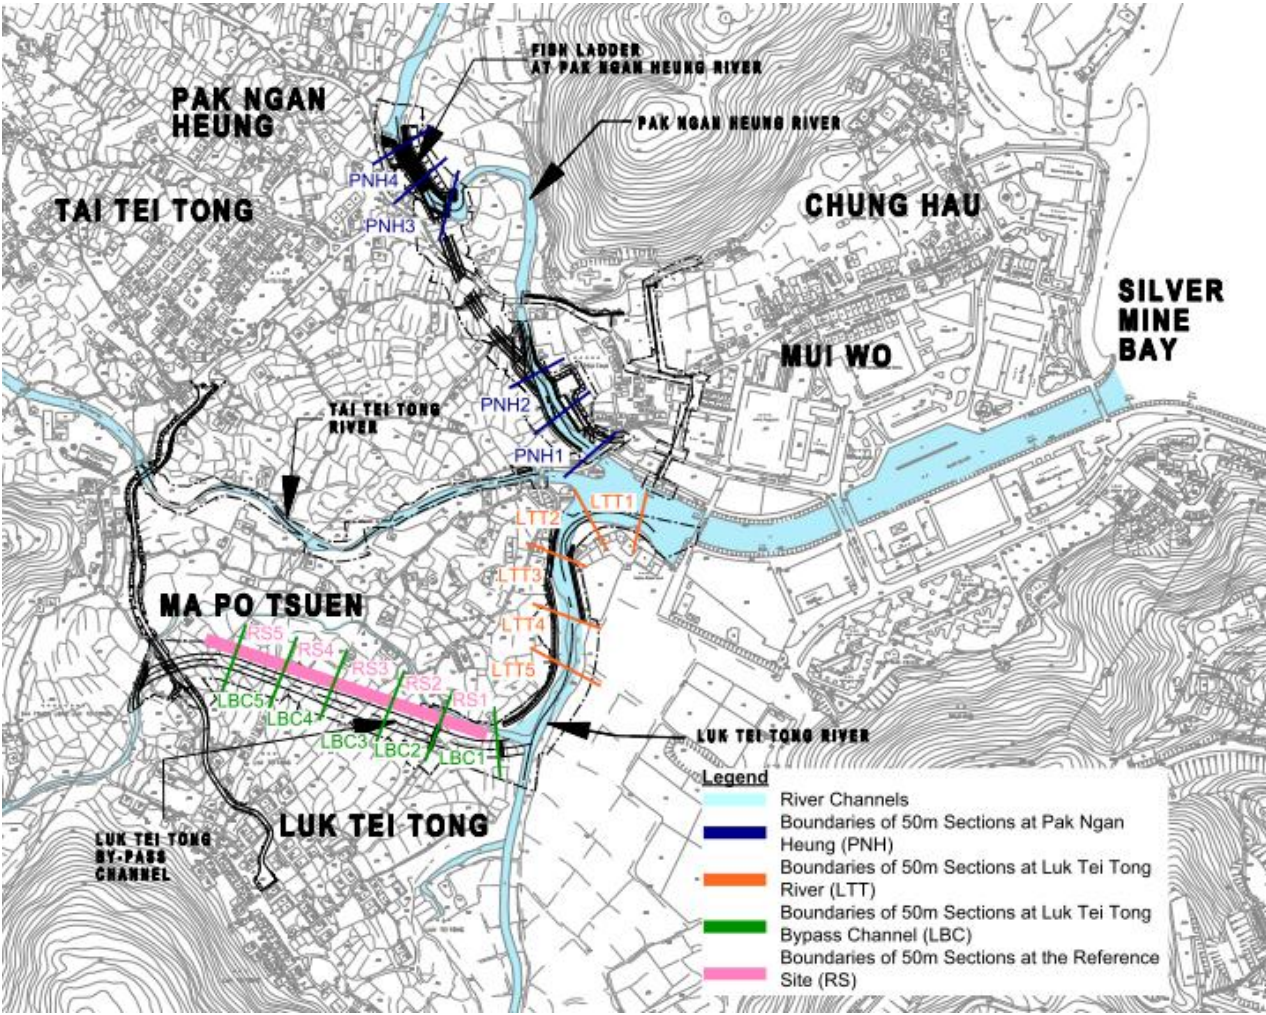 FISH LADDER
AT PAK NGAN HEUNG RIVER
PAK NGAN
HEUNG
PAK NGAN HEUNG RIVER
PNH4
TAI TEI TONG
CHUNG HAU
PNH3
SILVER
MINE
BAY
MUI WO
PNH2
TAI TEI TONG
RIVER
PNH1
LTT1
LTT2
LTT3
MA PO TSUEN
LTT4
RS5
RS4
RS3
LTT5
RS2
RS1
LBC5
LBC4
LBC3
LBC2
LBC1
LUK TEI TONG RIVER
LUK TEI TONG
LUK TEI TONG
BY-PASS
CHANNEL
Legend
River Channels
Boundaries of 50m Sections at Pak Ngan
Heung (PNH)
Boundaries of 50m Sections at Luk Tei Tong
River (LTT)
Boundaries of 50m Sections at Luk Tei Tong
Bypass Channel (LBC)
Boundaries of 50m Sections at the Reference
Site (RS)